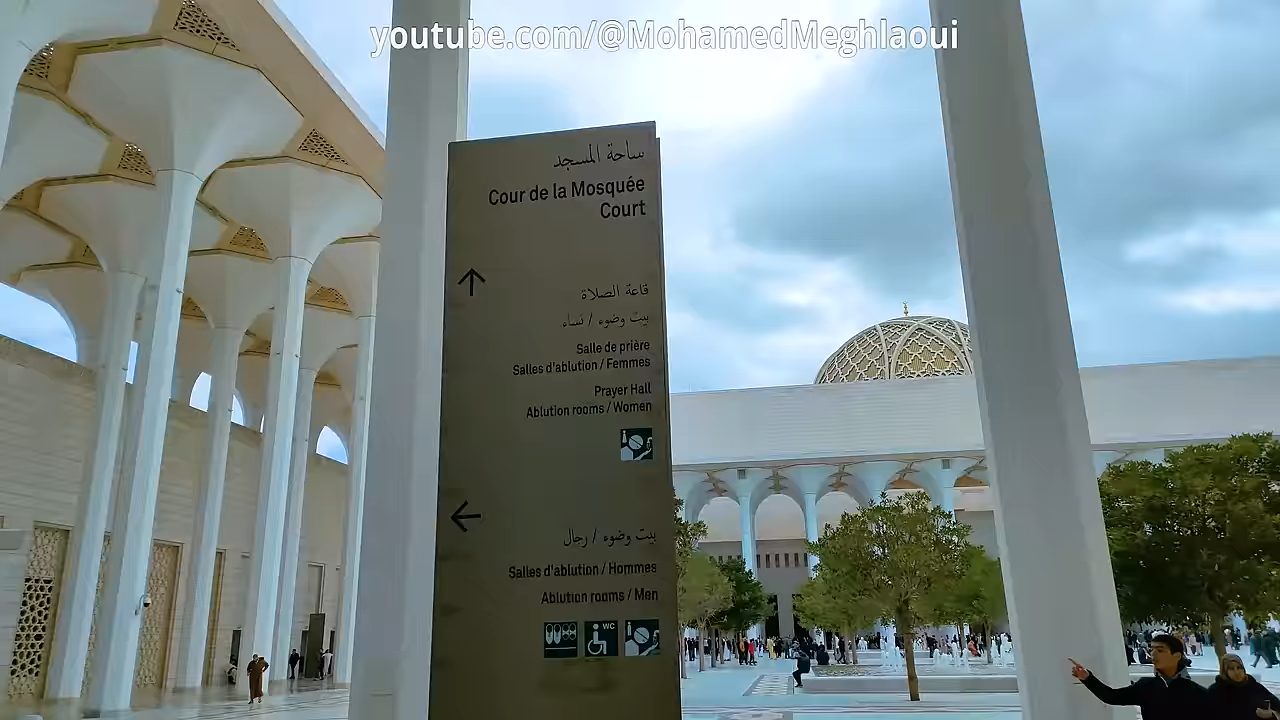 youtube.com/@MohamedMeghlaoui
ساحة المسجد
Cour de la Mosquée
Court
قاعة الصلاة
بيت وضوء / نساء
Salle de prière
Salles d'ablution / Femmes
Prayer Hall
Ablution rooms / Women
بيت وضوء / رجال
Salles d'ablution / Hommes
Ablution rooms / Men
WC